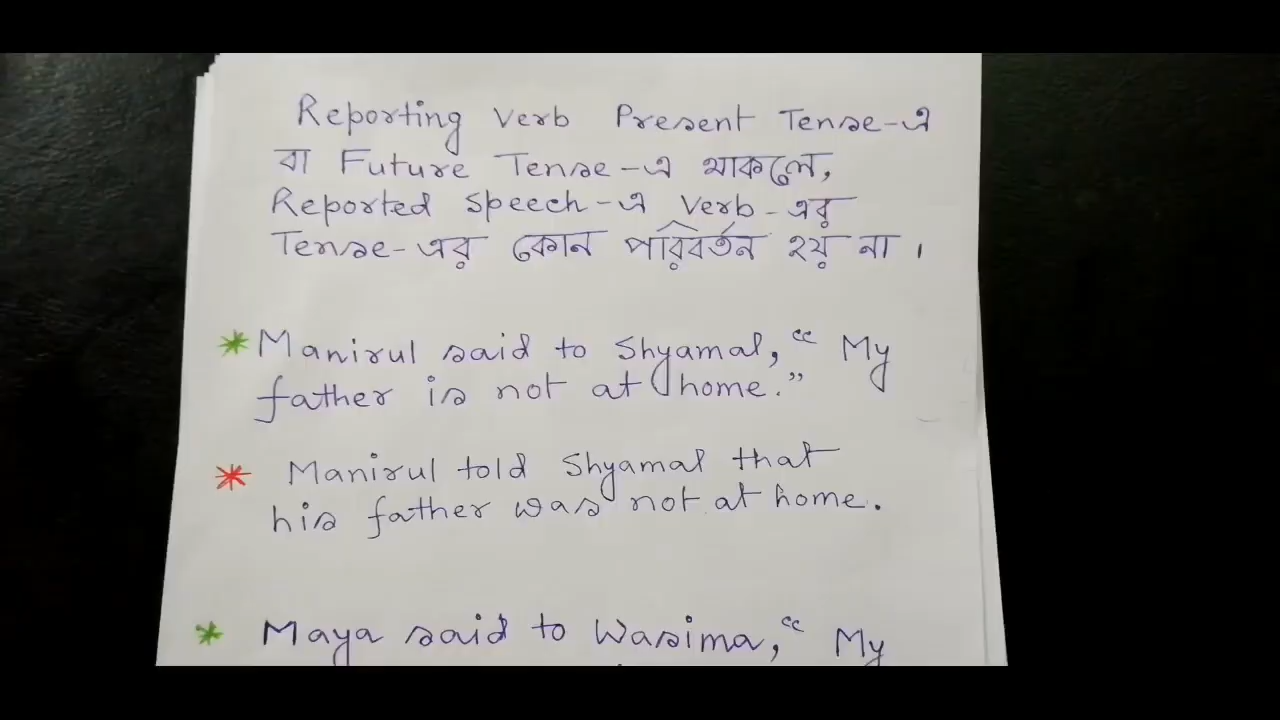 Reporting Verb Present Tense-এ
বা Future Tense-এ থাকলে,
Reported Speech-এ Verb-এর
Tense-এর কোন পরিবর্তন হয় না।
* Manirul said to Shyamal, “ My
father is not at home.”
* Manirul told Shyamal that
his father was not at home.
* Maya said to Wasima, “ My